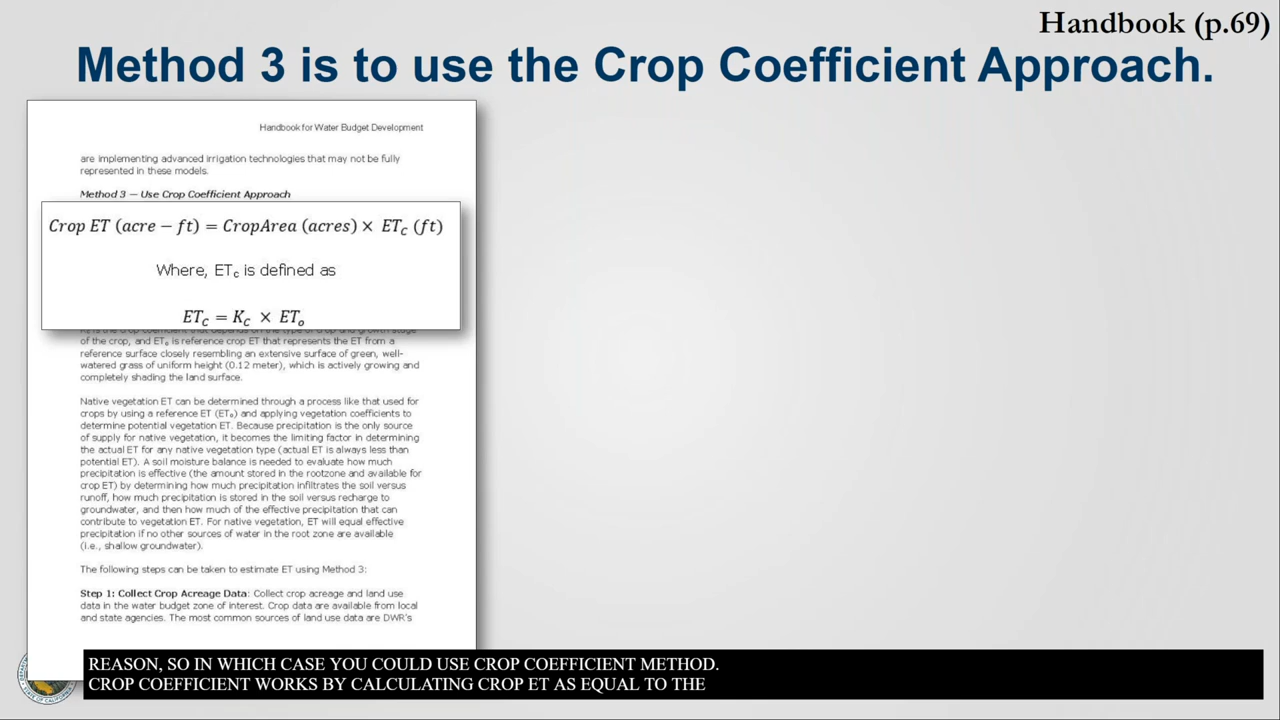 Handbook (p.69)
Method 3 is to use the Crop Coefficient Approach.
Handbook for Water Budget Development
are implementing advanced irrigation technologies that may not be fully
represented in these models.
Method 3 — Use Crop Coefficient Approach
Crop ET (acre − ft) = CropArea (acres) × ET_C (ft)
Where, ET_c is defined as
ET_C = K_C × ET_o
of the crop, and ET_o is reference crop ET that represents the ET from a
reference surface closely resembling an extensive surface of green, well-
watered grass of uniform height (0.12 meter), which is actively growing and
completely shading the land surface.
Native vegetation ET can be determined through a process like that used for
crops by using a reference ET (ET_o) and applying vegetation coefficients to
determine potential vegetation ET. Because precipitation is the only source
of supply for native vegetation, it becomes the limiting factor in determining
the actual ET for any native vegetation type (actual ET is always less than
potential ET). A soil moisture balance is needed to evaluate how much
precipitation is effective (the amount stored in the rootzone and available for
crop ET) by determining how much precipitation infiltrates the soil versus
runoff, how much precipitation is stored in the soil versus recharge to
groundwater, and then how much of the effective precipitation that can
contribute to vegetation ET. For native vegetation, ET will equal effective
precipitation if no other sources of water in the root zone are available
(i.e., shallow groundwater).
The following steps can be taken to estimate ET using Method 3:
Step 1: Collect Crop Acreage Data: Collect crop acreage and land use
data in the water budget zone of interest. Crop data are available from local
and state agencies. The most common sources of land use data are DWR's
REASON, SO IN WHICH CASE YOU COULD USE CROP COEFFICIENT METHOD.
CROP COEFFICIENT WORKS BY CALCULATING CROP ET AS EQUAL TO THE